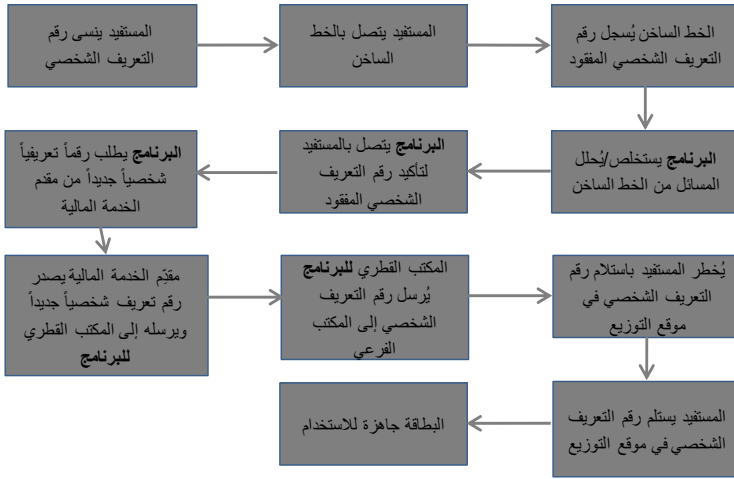 المستفيد ينسى رقم
التعريف الشخصي
المستفيد يتصل بالخط
الساخن
الخط الساخن يُسجل رقم
التعريف الشخصي المفقود
البرنامج يستخلص/يُحلل
المسائل من الخط الساخن
البرنامج يتصل بالمستفيد
لتأكيد رقم التعريف
الشخصي المفقود
البرنامج يطلب رقماً تعريفياً
شخصياً جديداً من مقدم
الخدمة المالية
مقدِّم الخدمة المالية يصدر
رقم تعريف شخصياً جديداً
ويرسله إلى المكتب القطري
للبرنامج
المكتب القطري للبرنامج
يُرسل رقم التعريف
الشخصي إلى المكتب
الفرعي
يُخطر المستفيد باستلام رقم
التعريف الشخصي في
موقع التوزيع
المستفيد يستلم رقم التعريف
الشخصي في موقع التوزيع
البطاقة جاهزة للاستخدام